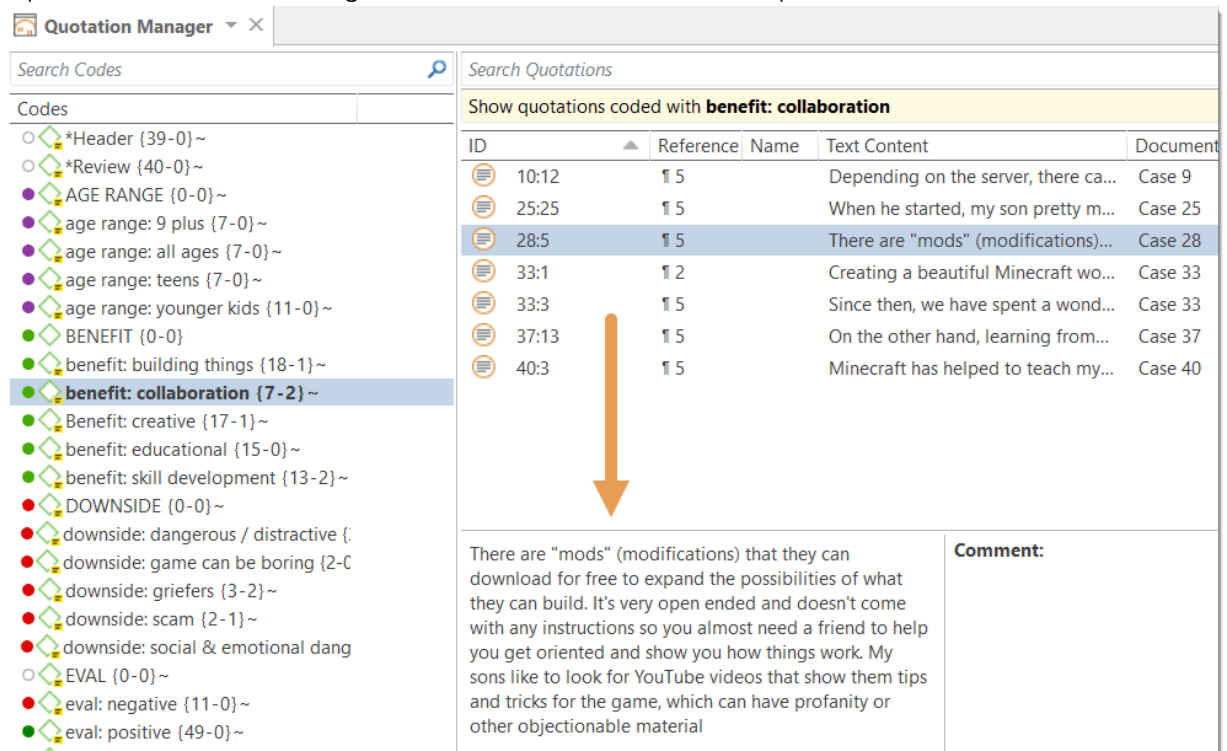 Quotation Manager
Search Codes
Codes
*Header {39-0}~
*Review {40-0}~
AGE RANGE {0-0}~
age range: 9 plus {7-0}~
age range: all ages {7-0}~
age range: teens {7-0}~
age range: younger kids {11-0}~
BENEFIT {0-0}
benefit: building things {18-1}~
benefit: collaboration {7-2}~
Benefit: creative {17-1}~
benefit: educational {15-0}~
benefit: skill development {13-2}~
DOWNSIDE {0-0}~
downside: dangerous / distractive {
downside: game can be boring {2-0
downside: griefers {3-2}~
downside: scam {2-1}~
downside: social & emotional dang
EVAL {0-0}~
eval: negative {11-0}~
eval: positive {49-0}~
Search Quotations
Show quotations coded with benefit: collaboration
ID Reference Name Text Content Document
10:12 ¶ 5 Depending on the server, there ca... Case 9
25:25 ¶ 5 When he started, my son pretty m... Case 25
28:5 ¶ 5 There are "mods" (modifications)... Case 28
33:1 ¶ 2 Creating a beautiful Minecraft wo... Case 33
33:3 ¶ 5 Since then, we have spent a wond... Case 33
37:13 ¶ 5 On the other hand, learning from... Case 37
40:3 ¶ 5 Minecraft has helped to teach my... Case 40
There are "mods" (modifications) that they can
download for free to expand the possibilities of what
they can build. It's very open ended and doesn't come
with any instructions so you almost need a friend to help
you get oriented and show you how things work. My
sons like to look for YouTube videos that show them tips
and tricks for the game, which can have profanity or
other objectionable material
Comment: